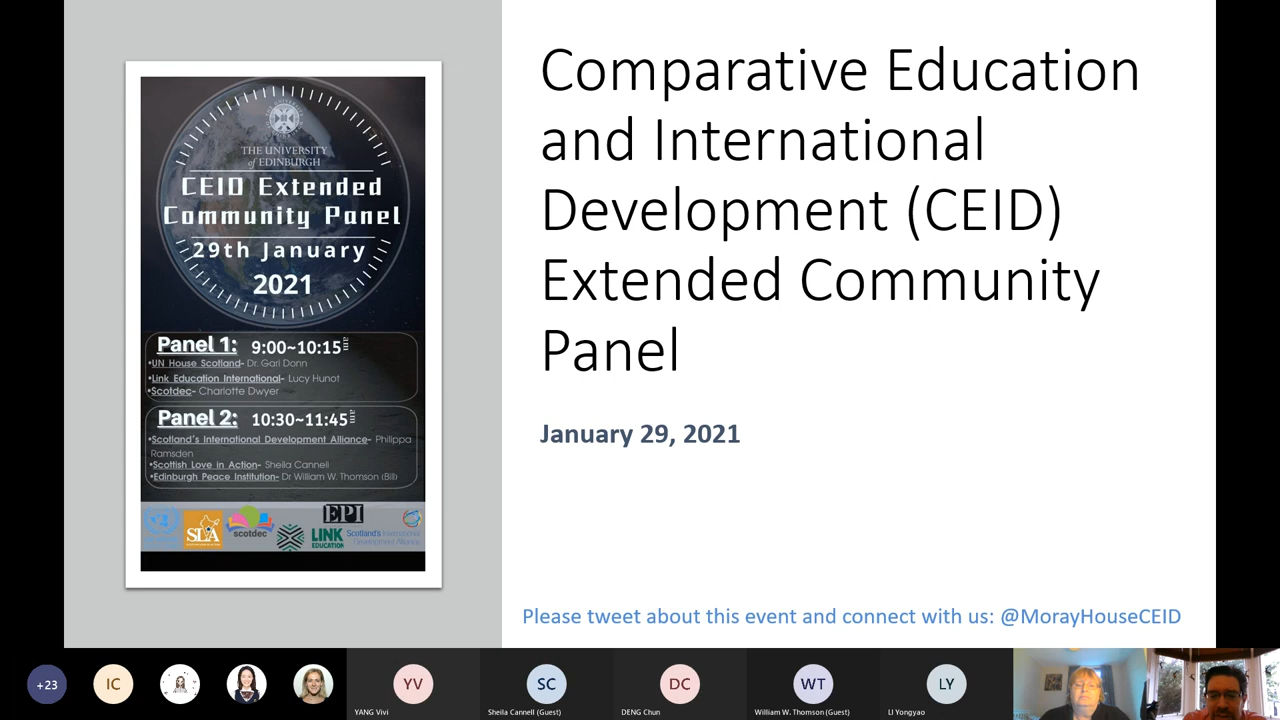 THE UNIVERSITY
of EDINBURGH
CEID Extended
Community Panel
29th January
2021
Panel 1: 9:00~10:15 am
•UN House Scotland- Dr. Gari Donn
•Link Education International- Lucy Hunot
•Scotdec- Charlotte Dwyer
Panel 2: 10:30~11:45 am
•Scotland's International Development Alliance- Philippa
Ramsden
•Scottish Love in Action- Sheila Cannell
•Edinburgh Peace Institution- Dr William W. Thomson (Bill)
SLA
scotdec
EPI
LINK
EDUCATION
Scotland's International
Development Alliance
Comparative Education
and International
Development (CEID)
Extended Community
Panel
January 29, 2021
Please tweet about this event and connect with us: @MorayHouseCEID
+23
IC
YV
YANG Vivi
SC
Sheila Cannell (Guest)
DC
DENG Chun
WT
William W. Thomson (Guest)
LY
LI Yongyao